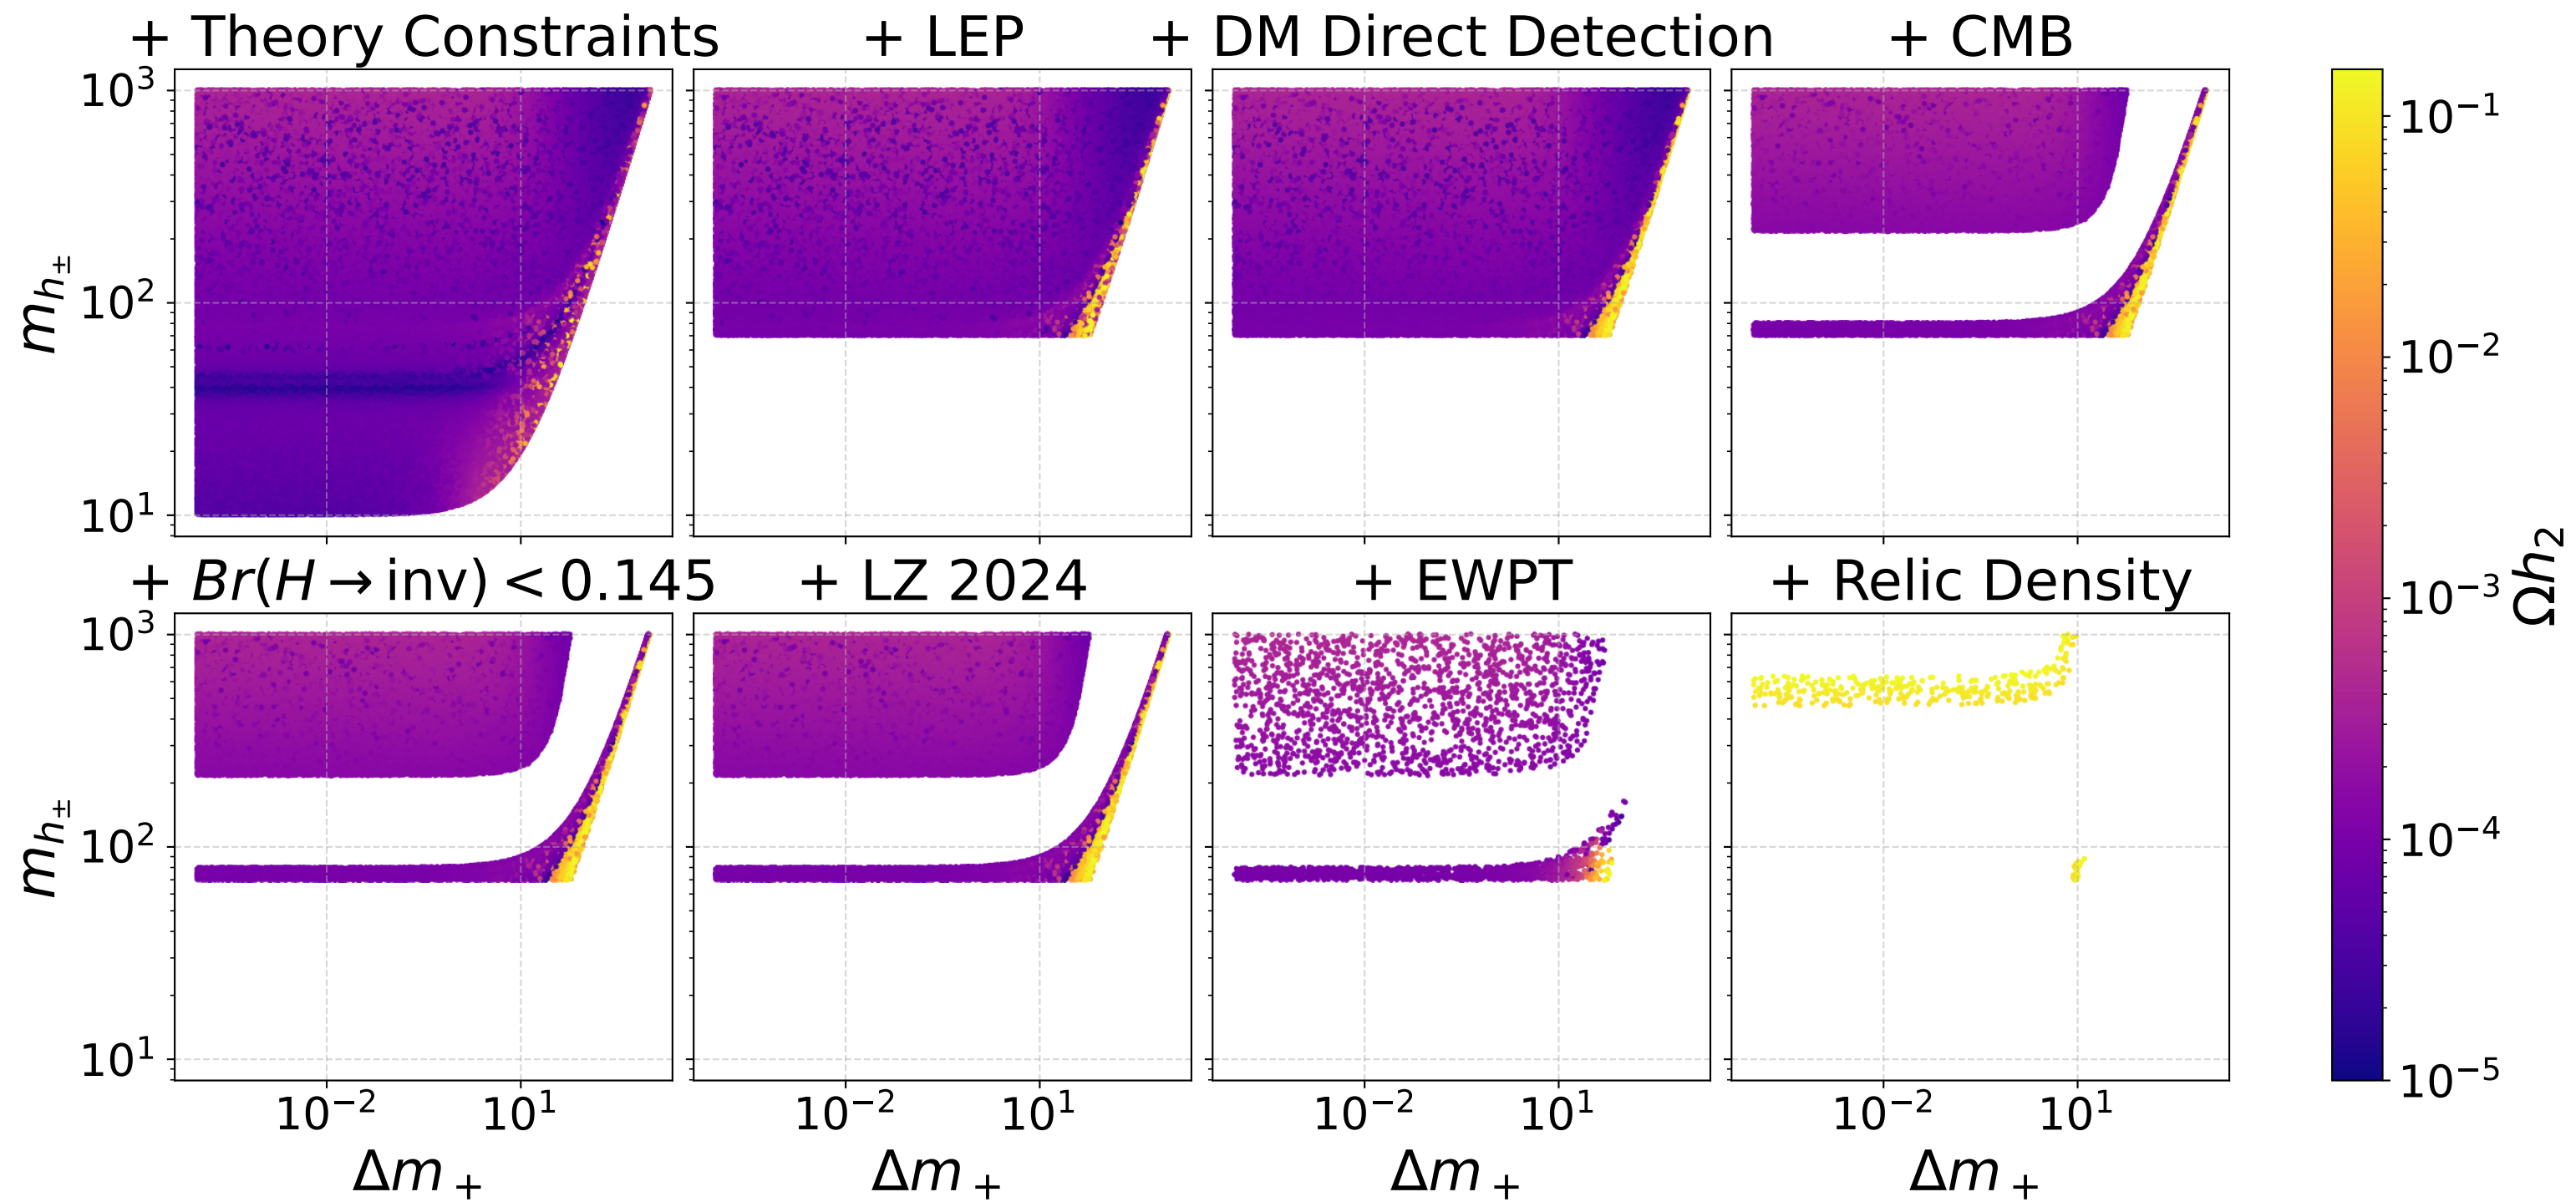 + Theory Constraints
+ LEP
+ DM Direct Detection
+ CMB
10³
10²
10¹
m_{h_±}
+ Br(H → inv) < 0.145
+ LZ 2024
+ EWPT
+ Relic Density
10³
10²
10¹
m_{h_±}
10⁻² 10¹
10⁻² 10¹
10⁻² 10¹
10⁻² 10¹
Δm₊
Δm₊
Δm₊
Δm₊
10⁻¹
10⁻²
10⁻³
10⁻⁴
10⁻⁵
Ωh₂